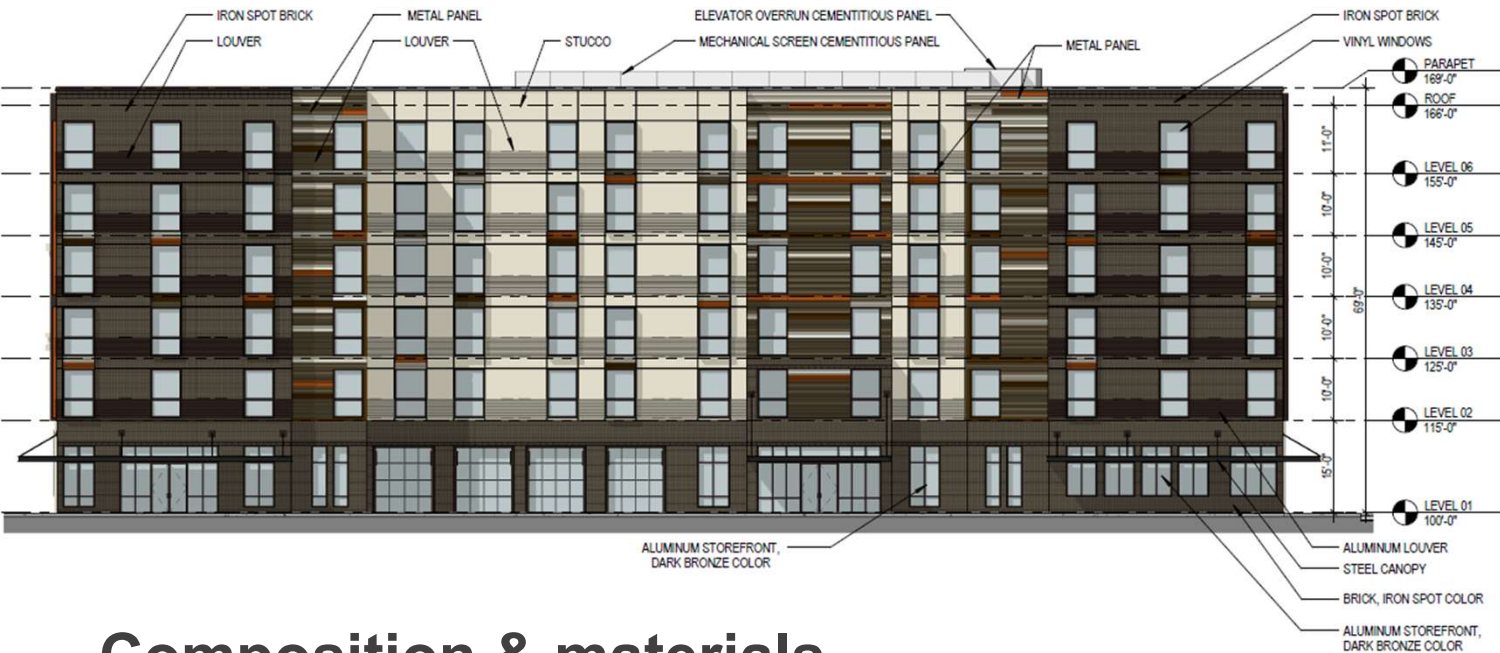 IRON SPOT BRICK
METAL PANEL
ELEVATOR OVERRUN CEMENTITIOUS PANEL
IRON SPOT BRICK
LOUVER
LOUVER
STUCCO
MECHANICAL SCREEN CEMENTITIOUS PANEL
METAL PANEL
VINYL WINDOWS
PARAPET
169'-0"
ROOF
166'-0"
11'-0"
LEVEL 06
155'-0"
10'-0"
LEVEL 05
145'-0"
10'-0"
LEVEL 04
135'-0"
69'-0"
10'-0"
LEVEL 03
125'-0"
10'-0"
LEVEL 02
115'-0"
15'-0"
LEVEL 01
100'-0"
ALUMINUM STOREFRONT,
DARK BRONZE COLOR
ALUMINUM LOUVER
STEEL CANOPY
BRICK, IRON SPOT COLOR
ALUMINUM STOREFRONT,
DARK BRONZE COLOR
Composition & materials